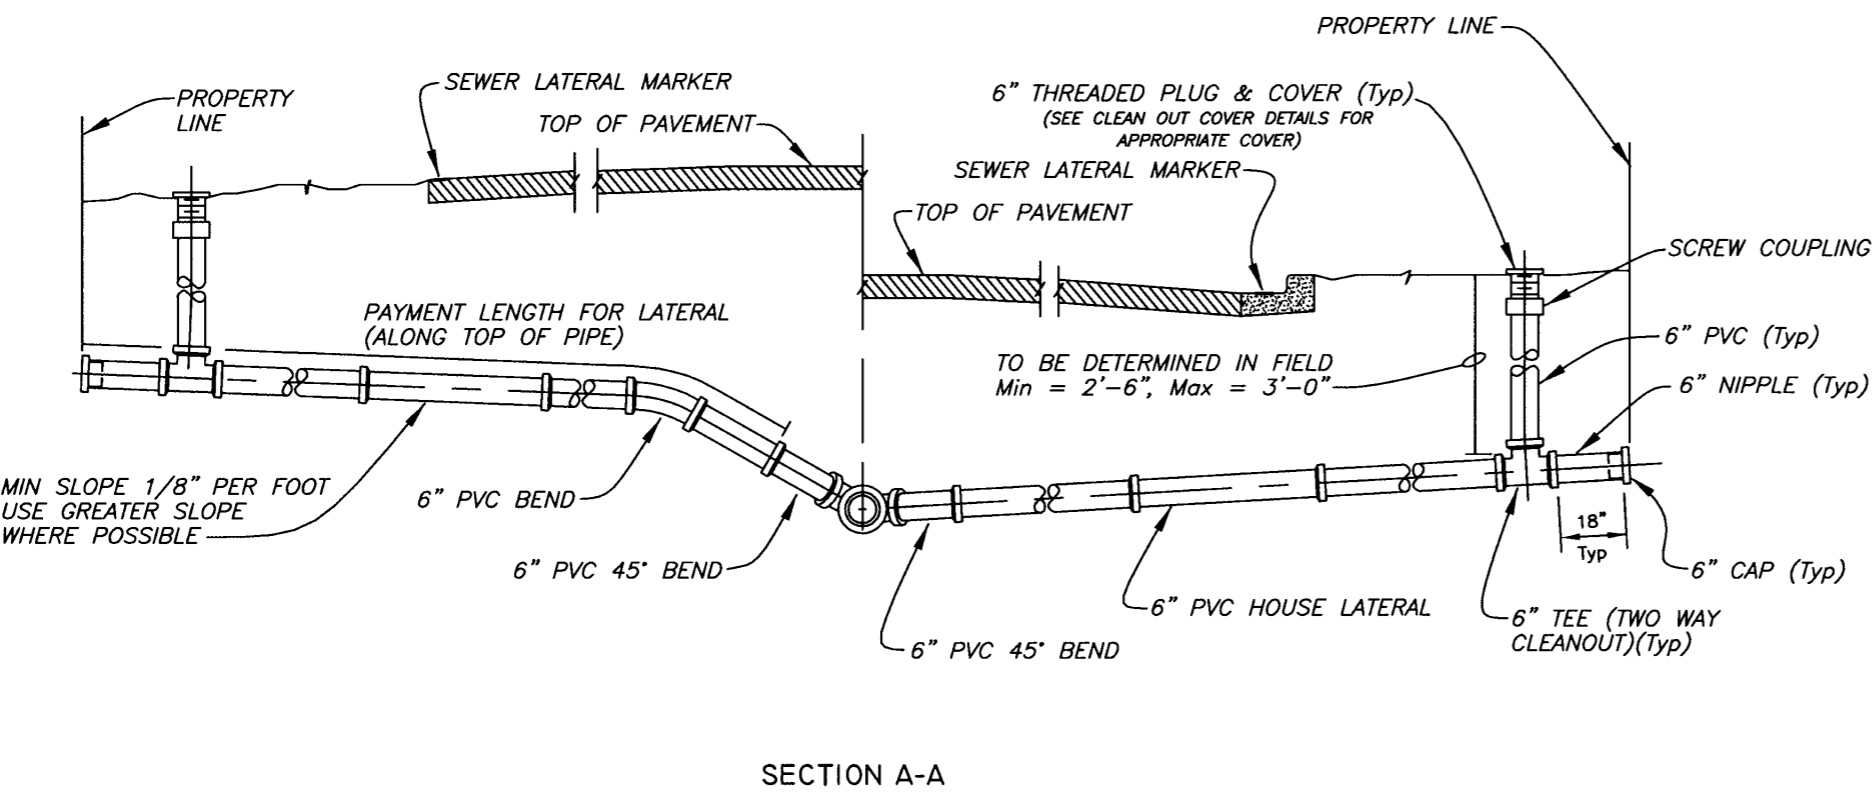 PROPERTY LINE
SEWER LATERAL MARKER
6” THREADED PLUG & COVER (Typ)
(SEE CLEAN OUT COVER DETAILS FOR
APPROPRIATE COVER)
PROPERTY
LINE
TOP OF PAVEMENT
SEWER LATERAL MARKER
TOP OF PAVEMENT
SCREW COUPLING
PAYMENT LENGTH FOR LATERAL
(ALONG TOP OF PIPE)
6” PVC (Typ)
TO BE DETERMINED IN FIELD
Min = 2’-6”, Max = 3’-0”
6” NIPPLE (Typ)
MIN SLOPE 1/8” PER FOOT
USE GREATER SLOPE
WHERE POSSIBLE
6” PVC BEND
18”
Typ
6” PVC 45° BEND
6” CAP (Typ)
6” PVC HOUSE LATERAL
6” TEE (TWO WAY
CLEANOUT)(Typ)
6” PVC 45° BEND
SECTION A-A